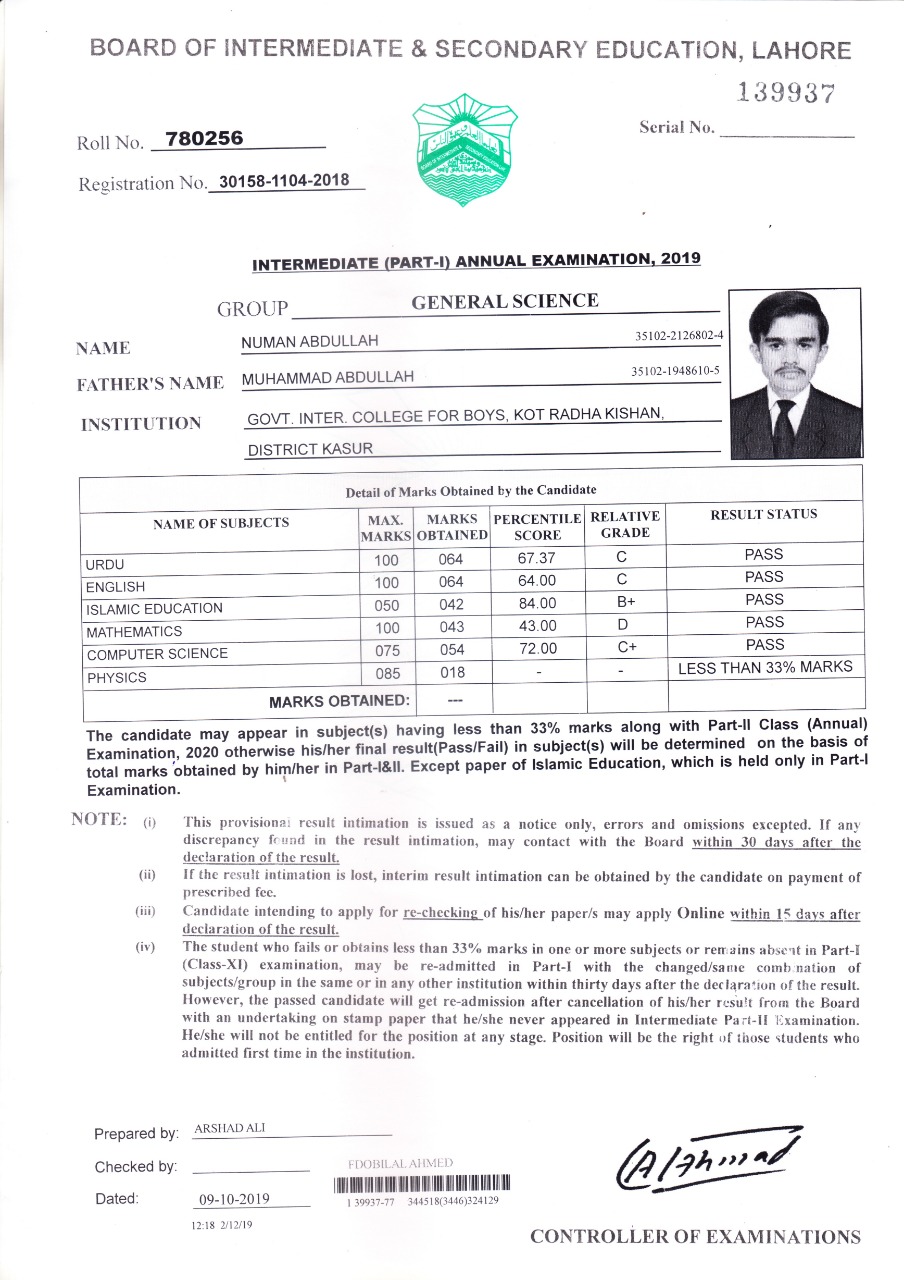 BOARD OF INTERMEDIATE & SECONDARY EDUCATION, LAHORE
139937
Roll No. 780256
Serial No.
Registration No. 30158-1104-2018
INTERMEDIATE (PART-I) ANNUAL EXAMINATION, 2019
GROUP GENERAL SCIENCE
NAME NUMAN ABDULLAH 35102-2126802-4
FATHER'S NAME MUHAMMAD ABDULLAH 35102-1948610-5
INSTITUTION GOVT. INTER. COLLEGE FOR BOYS, KOT RADHA KISHAN,
DISTRICT KASUR
Detail of Marks Obtained by the Candidate
NAME OF SUBJECTS MAX. MARKS MARKS OBTAINED PERCENTILE SCORE RELATIVE GRADE RESULT STATUS
URDU 100 064 67.37 C PASS
ENGLISH 100 064 64.00 C PASS
ISLAMIC EDUCATION 050 042 84.00 B+ PASS
MATHEMATICS 100 043 43.00 D PASS
COMPUTER SCIENCE 075 054 72.00 C+ PASS
PHYSICS 085 018 - - LESS THAN 33% MARKS
MARKS OBTAINED: ---
The candidate may appear in subject(s) having less than 33% marks along with Part-II Class (Annual)
Examination, 2020 otherwise his/her final result(Pass/Fail) in subject(s) will be determined on the basis of
total marks obtained by him/her in Part-I&II. Except paper of Islamic Education, which is held only in Part-I
Examination.
NOTE: (i) This provisional result intimation is issued as a notice only, errors and omissions excepted. If any
discrepancy found in the result intimation, may contact with the Board within 30 days after the
declaration of the result.
(ii) If the result intimation is lost, interim result intimation can be obtained by the candidate on payment of
prescribed fee.
(iii) Candidate intending to apply for re-checking of his/her paper/s may apply Online within 15 days after
declaration of the result.
(iv) The student who fails or obtains less than 33% marks in one or more subjects or remains absent in Part-I
(Class-XI) examination, may be re-admitted in Part-I with the changed/same combination of
subjects/group in the same or in any other institution within thirty days after the declaration of the result.
However, the passed candidate will get re-admission after cancellation of his/her result from the Board
with an undertaking on stamp paper that he/she never appeared in Intermediate Part-II Examination.
He/she will not be entitled for the position at any stage. Position will be the right of those students who
admitted first time in the institution.
Prepared by: ARSHAD ALI
Checked by:
FDOBILAL AHMED
Dated: 09-10-2019
1 39937-77 344518(3446)324129
12:18 2/12/19
CONTROLLER OF EXAMINATIONS